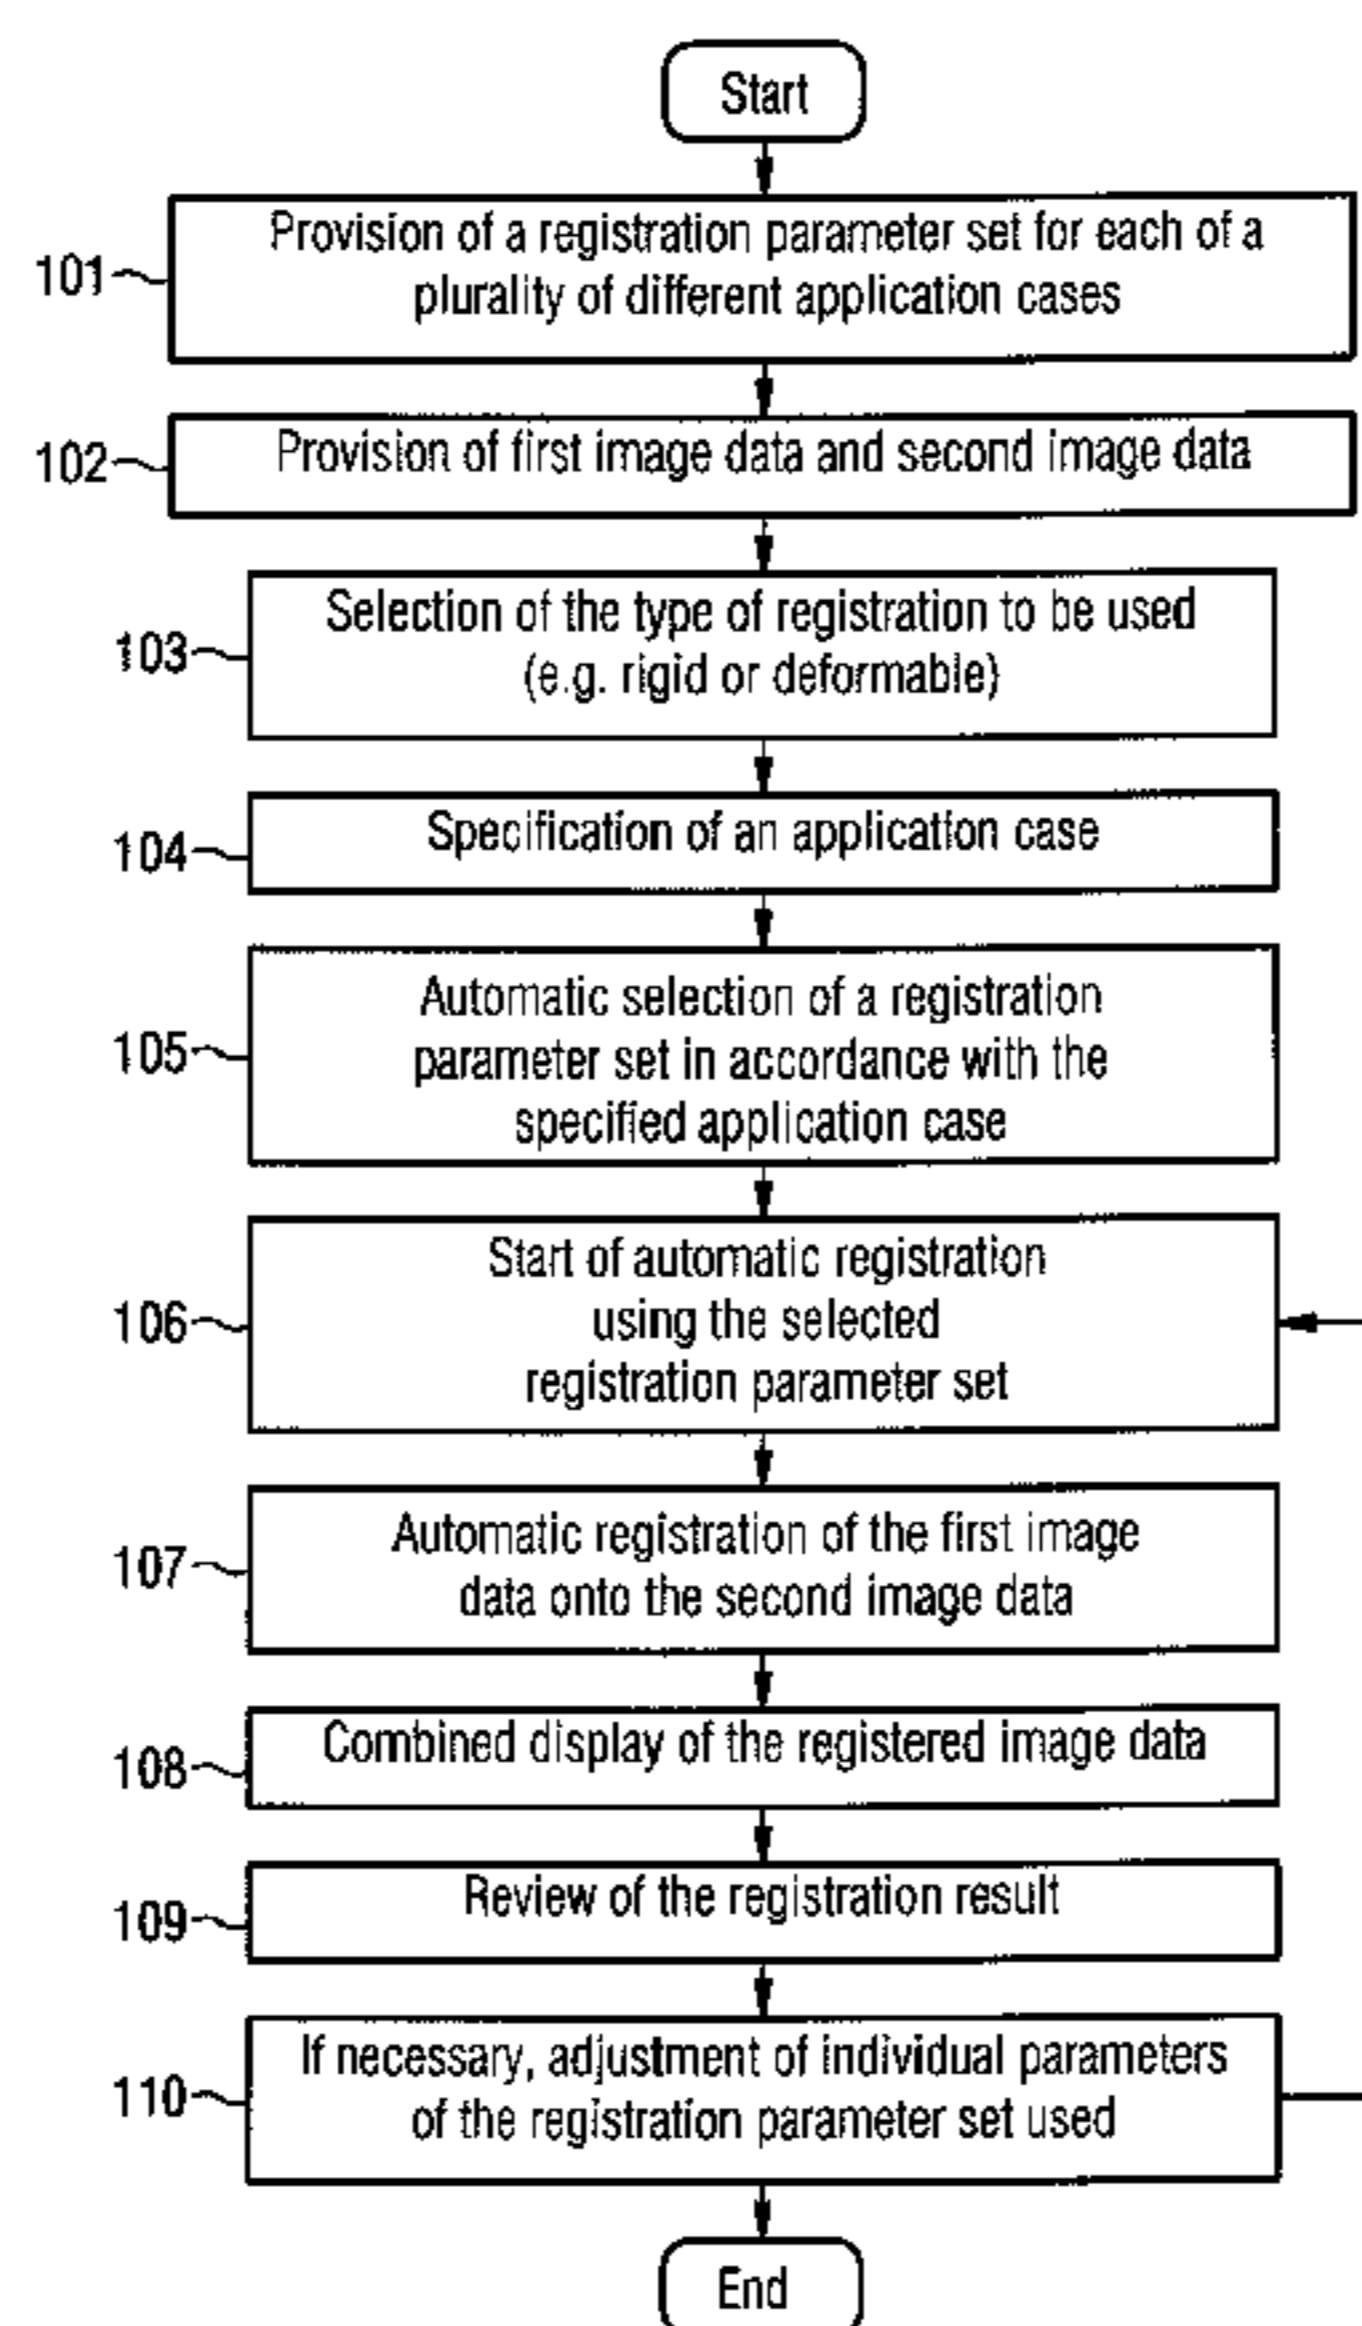 Start
101
Provision of a registration parameter set for each of a
plurality of different application cases
102
Provision of first image data and second image data
103
Selection of the type of registration to be used
(e.g. rigid or deformable)
104
Specification of an application case
105
Automatic selection of a registration
parameter set in accordance with the
specified application case
106
Start of automatic registration
using the selected
registration parameter set
107
Automatic registration of the first image
data onto the second image data
108
Combined display of the registered image data
109
Review of the registration result
110
If necessary, adjustment of individual parameters
of the registration parameter set used
End